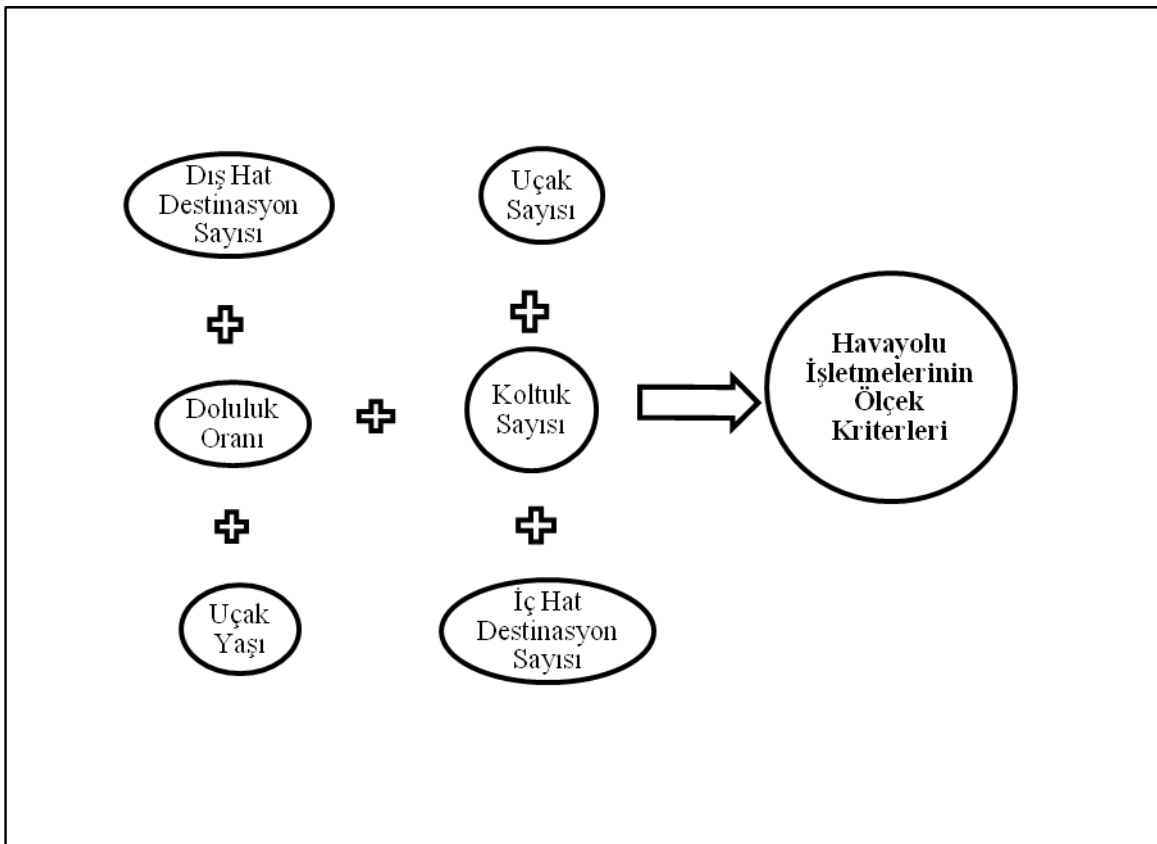 Dış Hat
Destinasyon
Sayısı
Uçak
Sayısı
Doluluk
Oranı
Koltuk
Sayısı
Havayolu
İşletmelerinin
Ölçek
Kriterleri
Uçak
Yaşı
İç Hat
Destinasyon
Sayısı